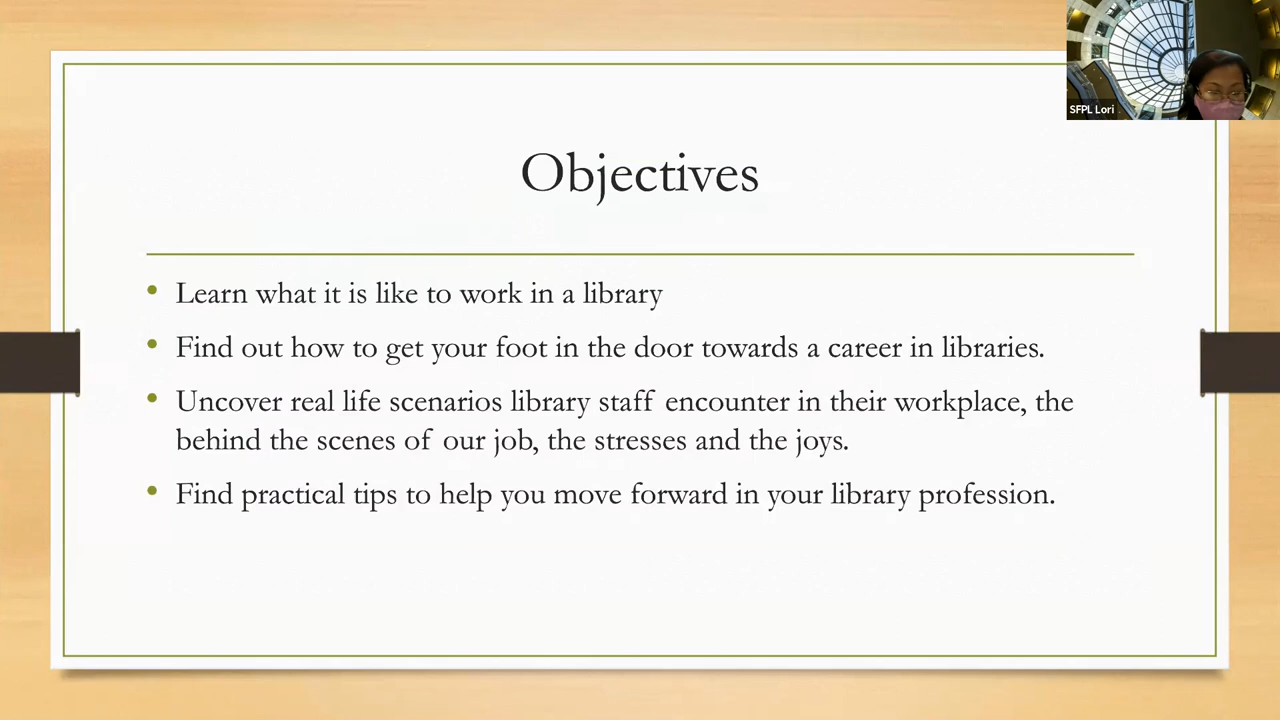 SFPL Lori
Objectives
• Learn what it is like to work in a library
• Find out how to get your foot in the door towards a career in libraries.
• Uncover real life scenarios library staff encounter in their workplace, the
behind the scenes of our job, the stresses and the joys.
• Find practical tips to help you move forward in your library profession.